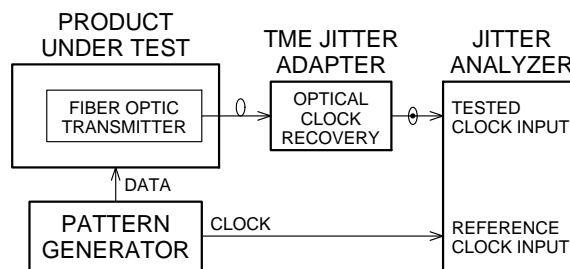 PRODUCT
UNDER TEST
TME JITTER
ADAPTER
JITTER
ANALYZER
FIBER OPTIC
TRANSMITTER
OPTICAL
CLOCK
RECOVERY
TESTED
CLOCK INPUT
DATA
PATTERN
GENERATOR
CLOCK
REFERENCE
CLOCK INPUT